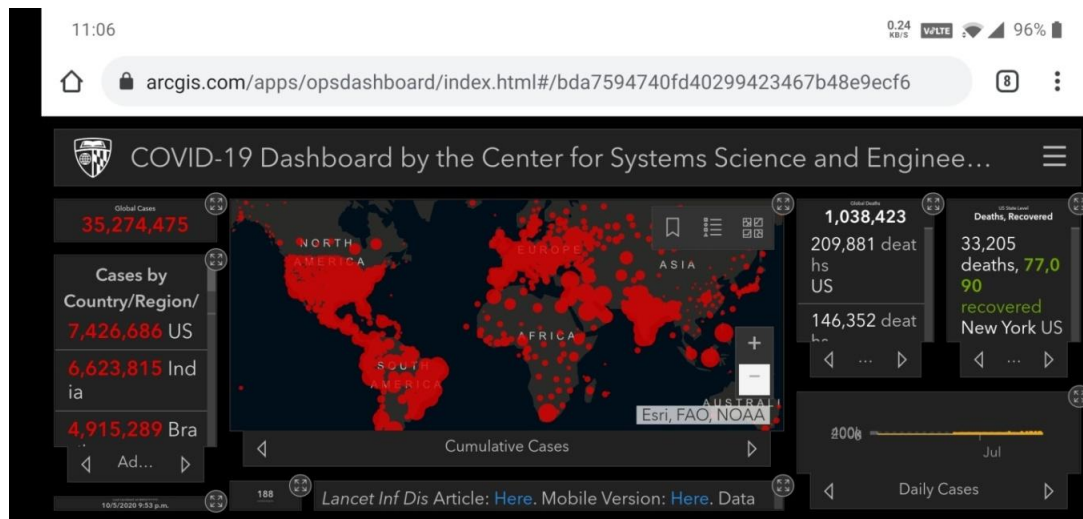 11:06
0.24
KB/S
VoLTE
96%
arcgis.com/apps/opsdashboard/index.html#/bda7594740fd40299423467b48e9ecf6
8
COVID-19 Dashboard by the Center for Systems Science and Enginee...
Global Cases
35,274,475
Cases by
Country/Region/
7,426,686 US
6,623,815 Ind
ia
4,915,289 Bra
Ad...
10/5/2020 9:53 p.m.
NORTH
AMERICA
EUROPE
ASIA
AFRICA
SOUTH
AMERICA
AUSTRALI
+
−
Esri, FAO, NOAA
Cumulative Cases
188
Lancet Inf Dis Article: Here. Mobile Version: Here. Data
Global Deaths
1,038,423
209,881 deat
hs
US
146,352 deat
hs
...
US State Level
Deaths, Recovered
33,205
deaths, 77,0
90
recovered
New York US
...
Jul
Daily Cases